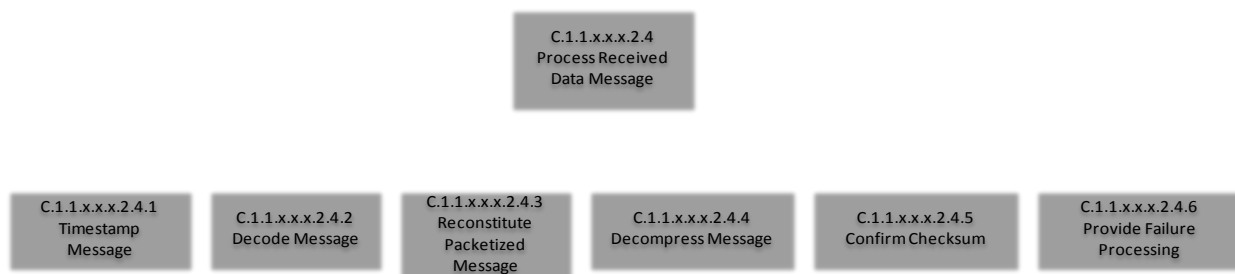 C.1.1.x.x.x.2.4
Process Received
Data Message
C.1.1.x.x.x.2.4.1
Timestamp
Message
C.1.1.x.x.x.2.4.2
Decode Message
C.1.1.x.x.x.2.4.3
Reconstitute
Packetized
Message
C.1.1.x.x.x.2.4.4
Decompress Message
C.1.1.x.x.x.2.4.5
Confirm Checksum
C.1.1.x.x.x.2.4.6
Provide Failure
Processing